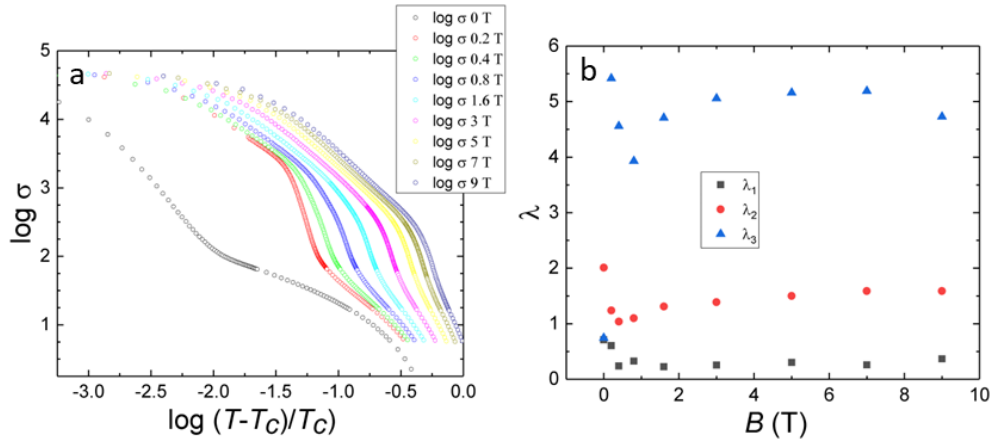 a
log σ 0 T
log σ 0.2 T
log σ 0.4 T
log σ 0.8 T
log σ 1.6 T
log σ 3 T
log σ 5 T
log σ 7 T
log σ 9 T
5
4
3
2
1
log σ
-3.0 -2.5 -2.0 -1.5 -1.0 -0.5 0.0
log (T-TC)/TC)
b
6
5
4
3
2
1
0
λ
λ1
λ2
λ3
0 2 4 6 8 10
B (T)